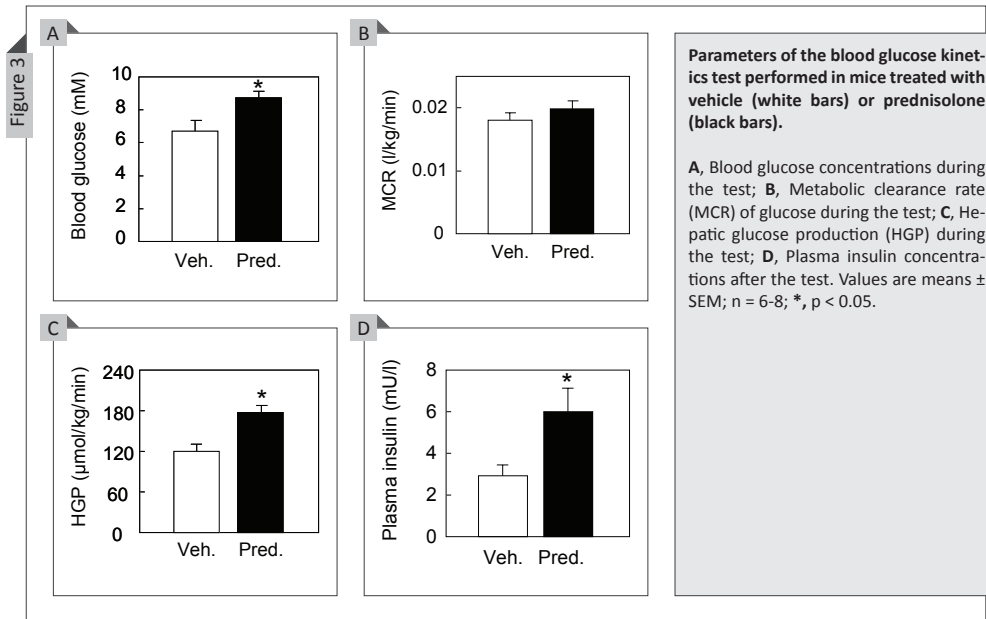 Figure 3
A
Blood glucose (mM)
10
8
6
4
2
0
*
Veh.
Pred.
B
MCR (l/kg/min)
0.02
0.01
0
Veh.
Pred.
C
HGP (µmol/kg/min)
240
180
120
60
0
*
Veh.
Pred.
D
Plasma insulin (mU/l)
8
6
4
2
0
*
Veh.
Pred.
Parameters of the blood glucose kinet-
ics test performed in mice treated with
vehicle (white bars) or prednisolone
(black bars).
A, Blood glucose concentrations during
the test; B, Metabolic clearance rate
(MCR) of glucose during the test; C, He-
patic glucose production (HGP) during
the test; D, Plasma insulin concentra-
tions after the test. Values are means ±
SEM; n = 6-8; *, p < 0.05.